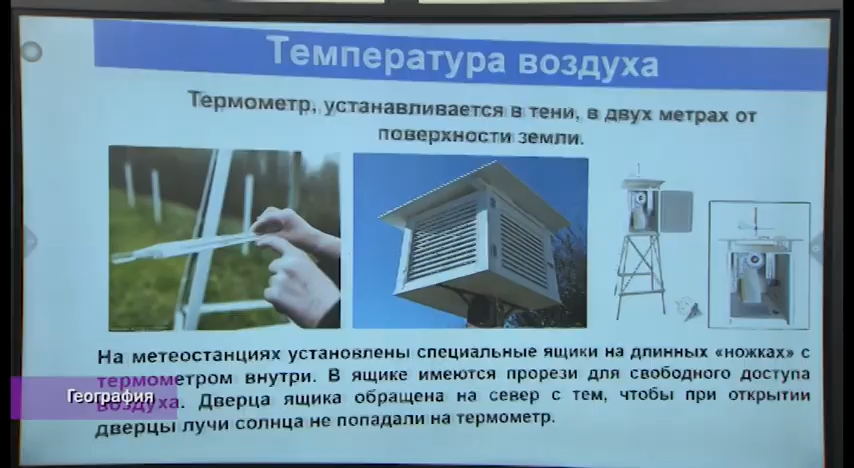 Температура воздуха
Термометр, устанавливается в тени, в двух метрах от
поверхности земли.
На метеостанциях установлены специальные ящики на длинных «ножках» с
термометром внутри. В ящике имеются прорези для свободного доступа
воздуха. Дверца ящика обращена на север с тем, чтобы при открытии
дверцы лучи солнца не попадали на термометр.
География